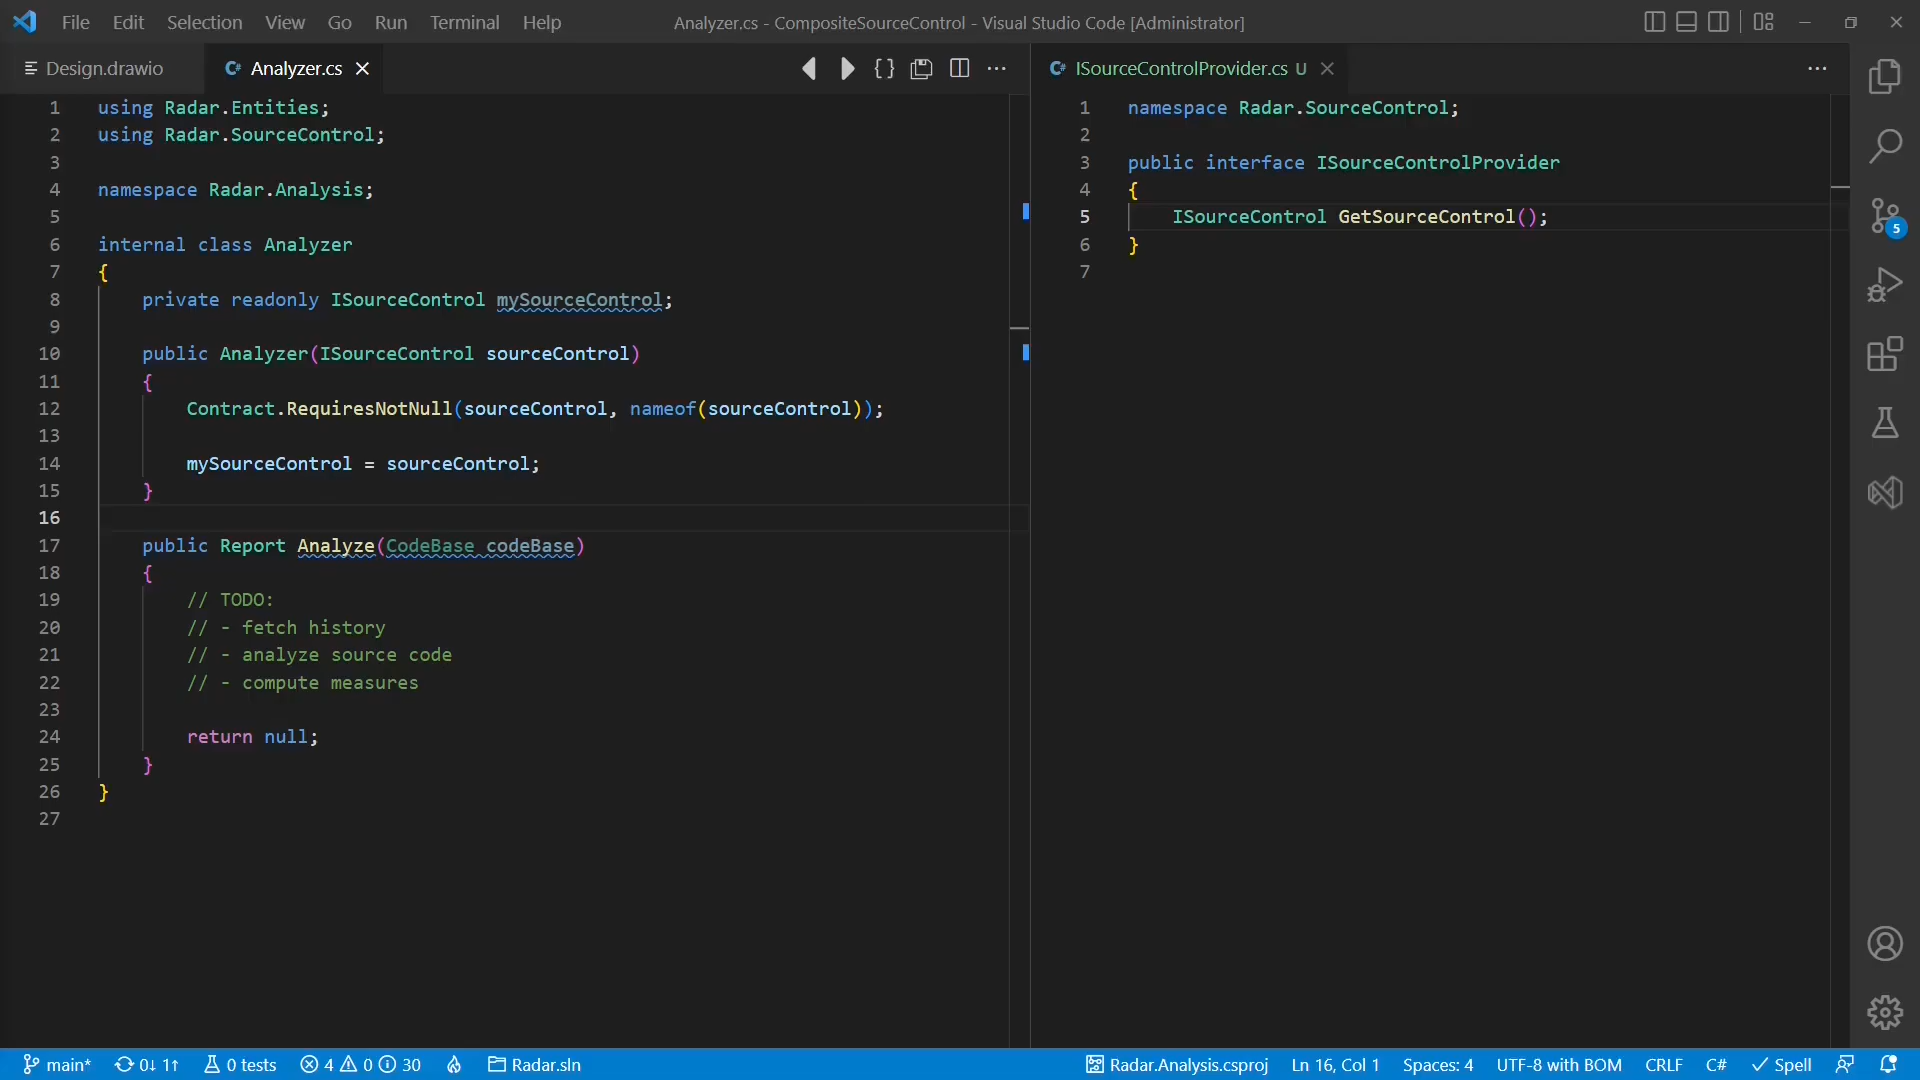 File Edit Selection View Go Run Terminal Help Analyzer.cs - CompositeSourceControl - Visual Studio Code [Administrator]
Design.drawio Analyzer.cs
1 using Radar.Entities;
2 using Radar.SourceControl;
3
4 namespace Radar.Analysis;
5
6 internal class Analyzer
7 {
8 private readonly ISourceControl mySourceControl;
9
10 public Analyzer(ISourceControl sourceControl)
11 {
12 Contract.RequiresNotNull(sourceControl, nameof(sourceControl));
13
14 mySourceControl = sourceControl;
15 }
16
17 public Report Analyze(CodeBase codeBase)
18 {
19 // TODO:
20 // - fetch history
21 // - analyze source code
22 // - compute measures
23
24 return null;
25 }
26 }
27
ISourceControlProvider.cs U
1 namespace Radar.SourceControl;
2
3 public interface ISourceControlProvider
4 {
5 ISourceControl GetSourceControl();
6 }
7
5
main* 0↓ 1↑ 0 tests 4 0 30 Radar.sln Radar.Analysis.csproj Ln 16, Col 1 Spaces: 4 UTF-8 with BOM CRLF C# Spell